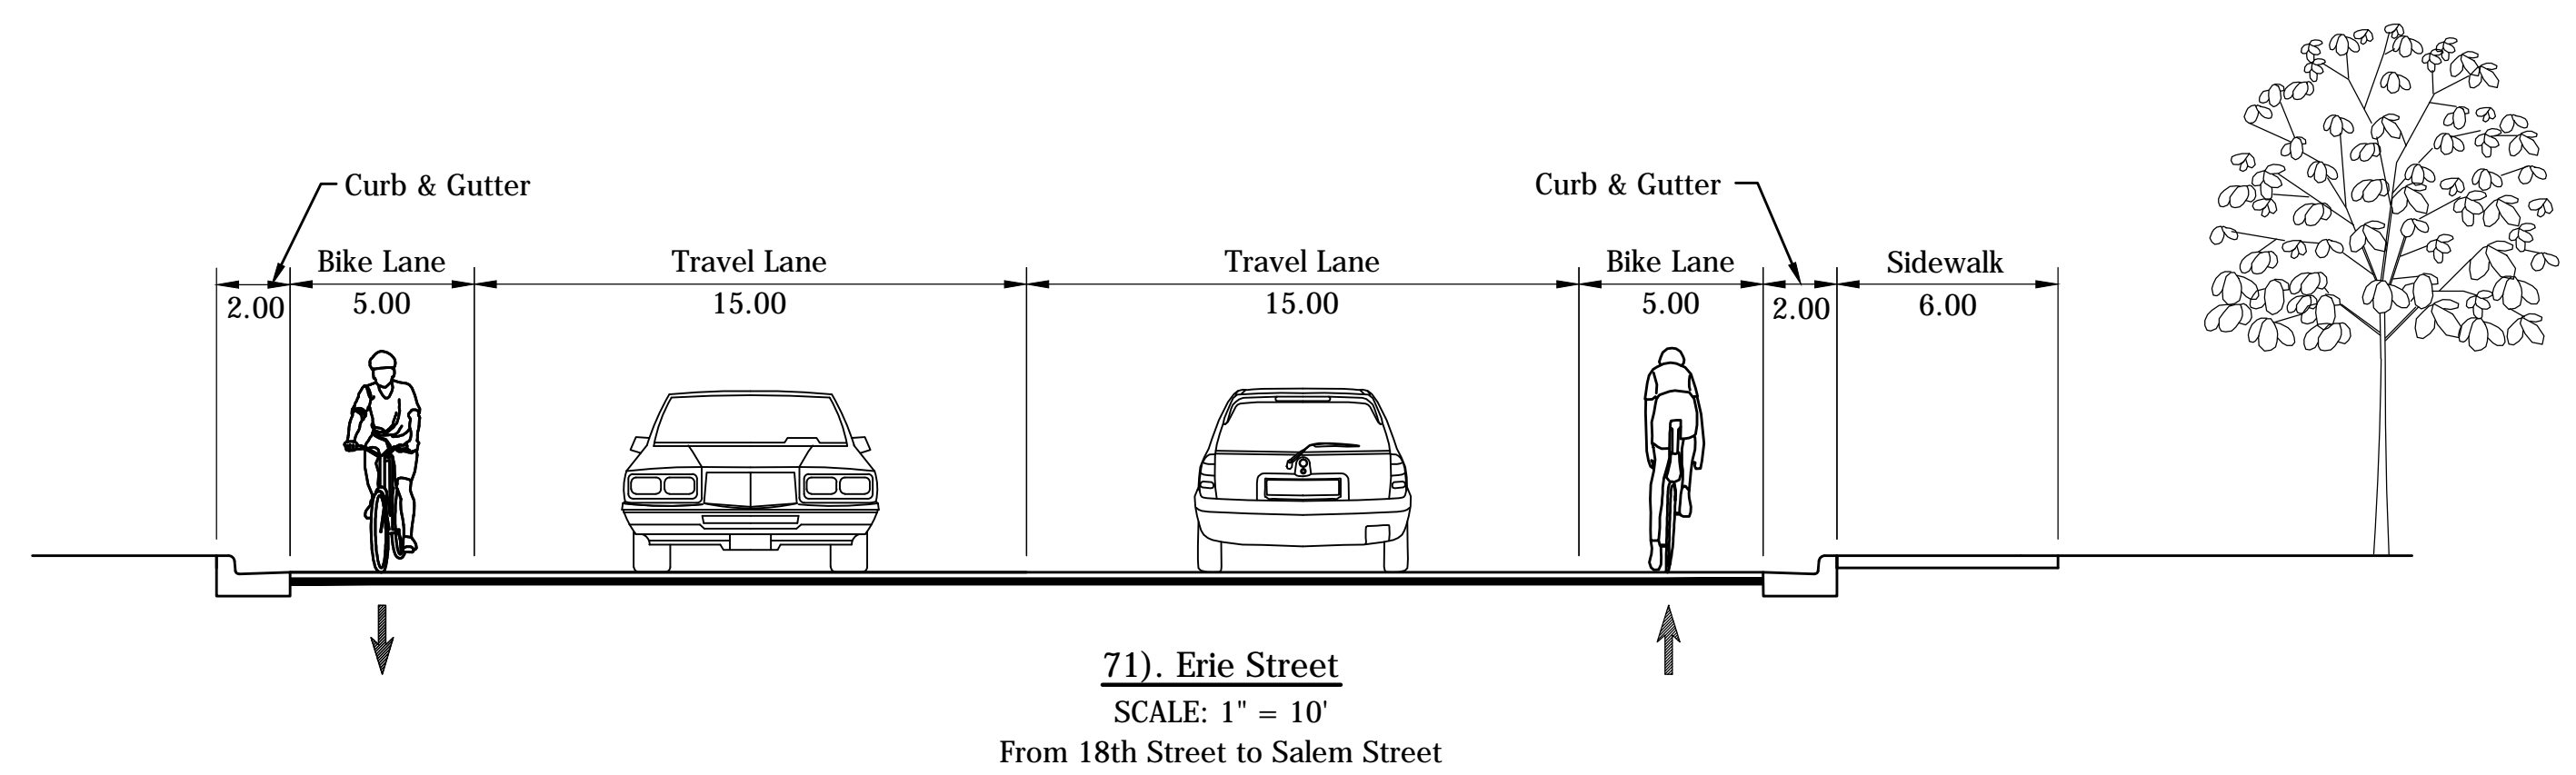 Curb & Gutter
Curb & Gutter
Bike Lane
Travel Lane
Travel Lane
Bike Lane
Sidewalk
2.00
5.00
15.00
15.00
5.00
2.00
6.00
71). Erie Street
SCALE: 1" = 10'
From 18th Street to Salem Street